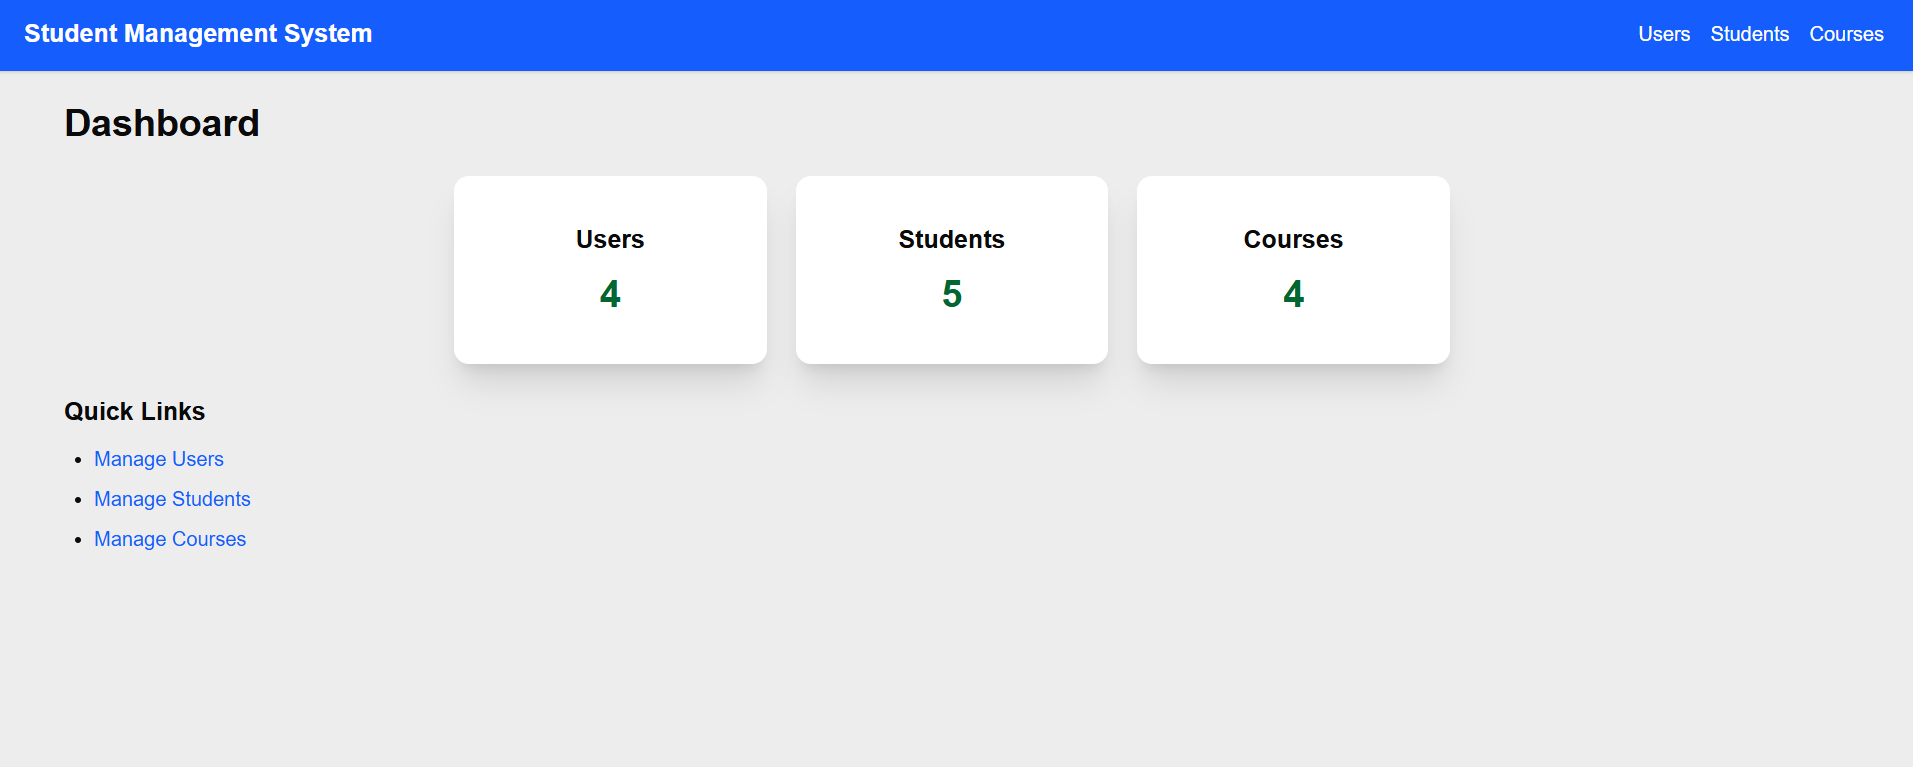 Student Management System
Users Students Courses
Dashboard
Users
4
Students
5
Courses
4
Quick Links
Manage Users
Manage Students
Manage Courses